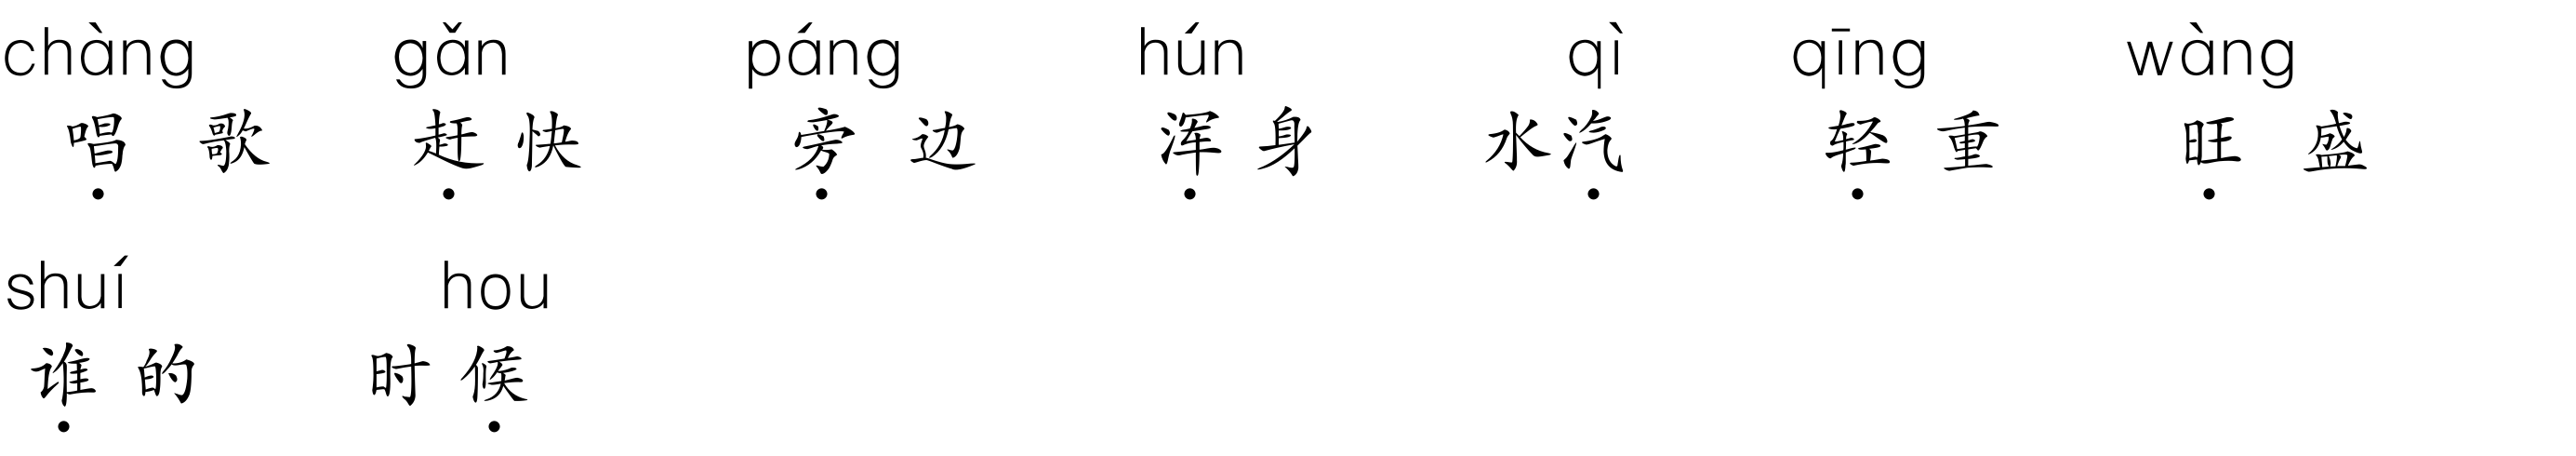 chàng gǎn páng hún qì qīng wàng
唱歌 赶快 旁边 浑身 水汽 轻重 旺盛
shuí hou
谁的 时候